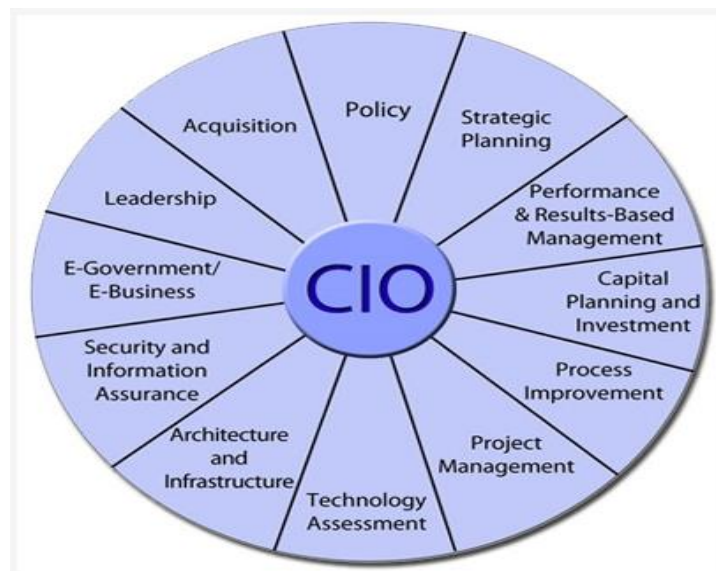 Policy
Strategic
Planning
Performance
& Results-Based
Management
Capital
Planning and
Investment
Process
Improvement
Project
Management
Technology
Assessment
Architecture
and
Infrastructure
Security and
Information
Assurance
E-Government/
E-Business
Leadership
Acquisition
CIO